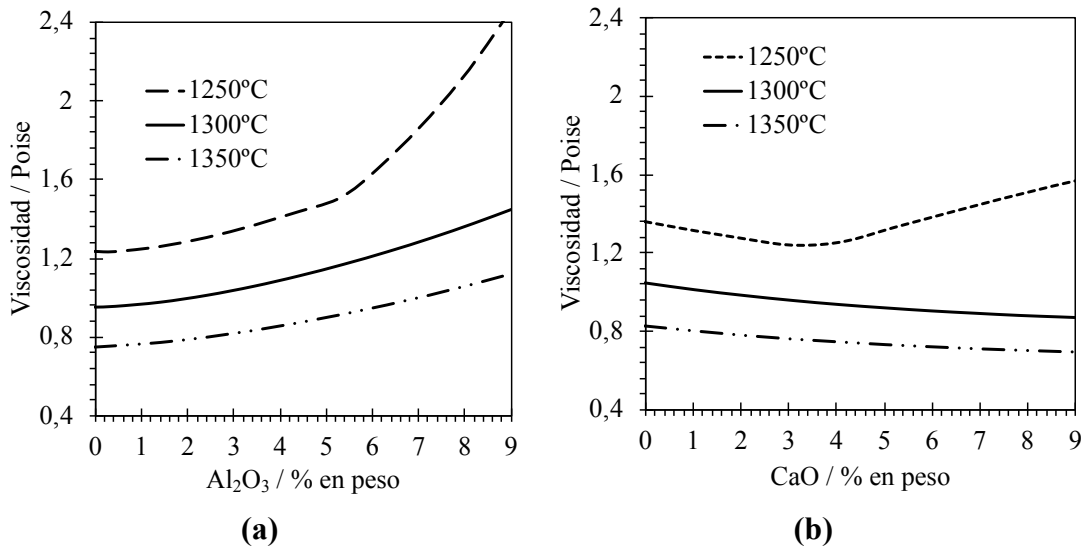 2,4
2
1,6
1,2
0,8
0,4
Viscosidad / Poise
1250ºC
1300ºC
1350ºC
0 1 2 3 4 5 6 7 8 9
Al₂O₃ / % en peso
(a)
2,4
2
1,6
1,2
0,8
0,4
Viscosidad / Poise
1250ºC
1300ºC
1350ºC
0 1 2 3 4 5 6 7 8 9
CaO / % en peso
(b)